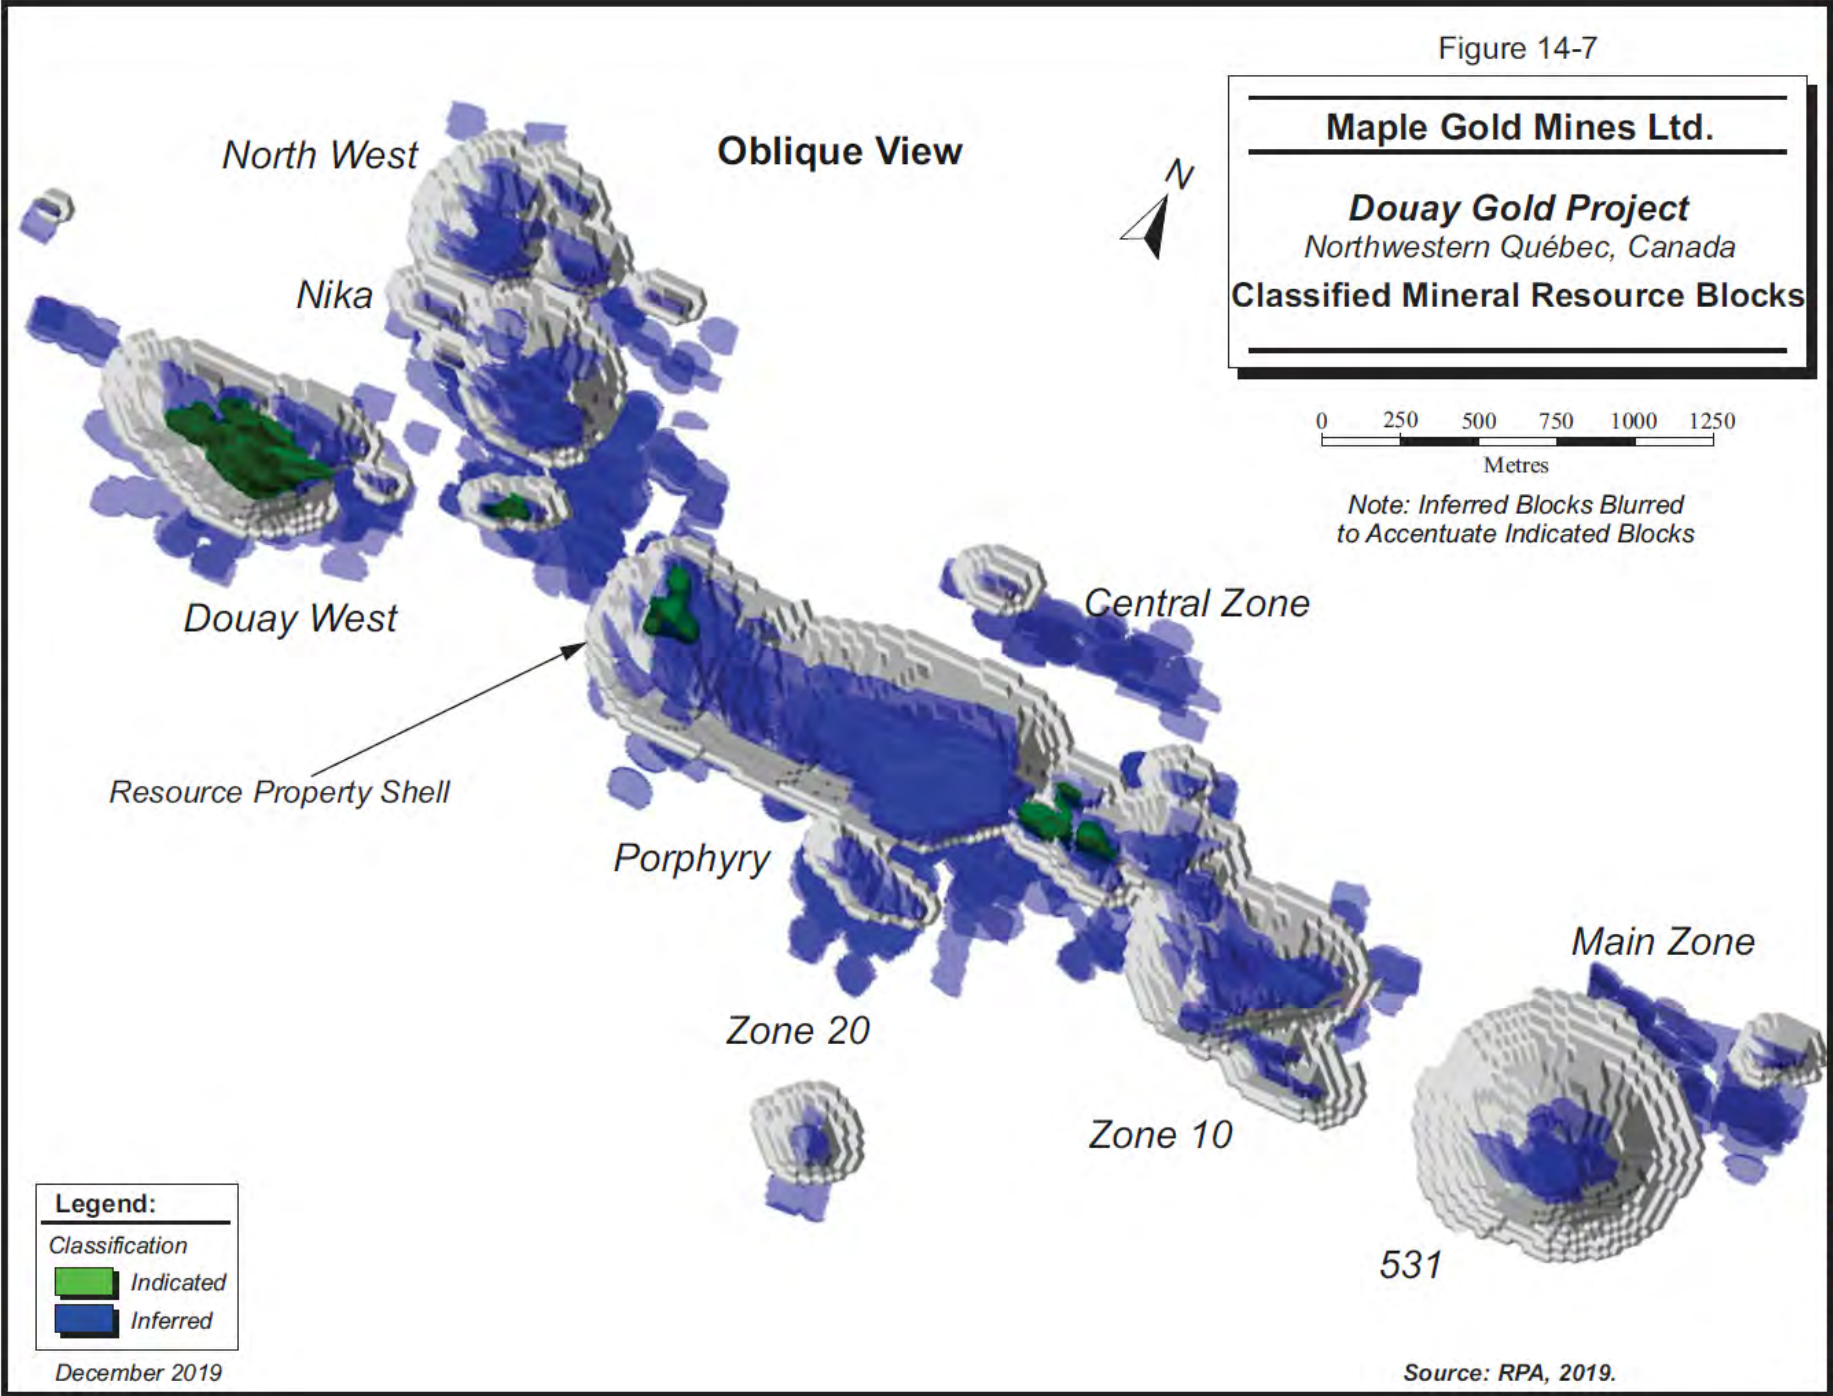 Figure 14-7
Maple Gold Mines Ltd.
Douay Gold Project
Northwestern Québec, Canada
Classified Mineral Resource Blocks
Oblique View
N
0 250 500 750 1000 1250
Metres
Note: Inferred Blocks Blurred
to Accentuate Indicated Blocks
North West
Nika
Douay West
Central Zone
Resource Property Shell
Porphyry
Main Zone
Zone 20
Zone 10
531
Legend:
Classification
Indicated
Inferred
December 2019
Source: RPA, 2019.